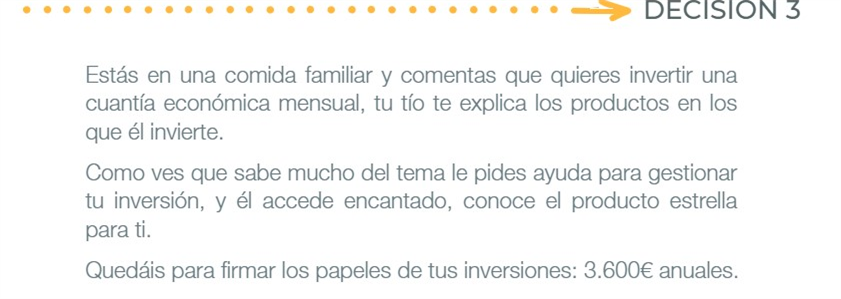 DECISIÓN 3
Estás en una comida familiar y comentas que quieres invertir una
cuantía económica mensual, tu tío te explica los productos en los
que él invierte.
Como ves que sabe mucho del tema le pides ayuda para gestionar
tu inversión, y él accede encantado, conoce el producto estrella
para ti.
Quedáis para firmar los papeles de tus inversiones: 3.600€ anuales.